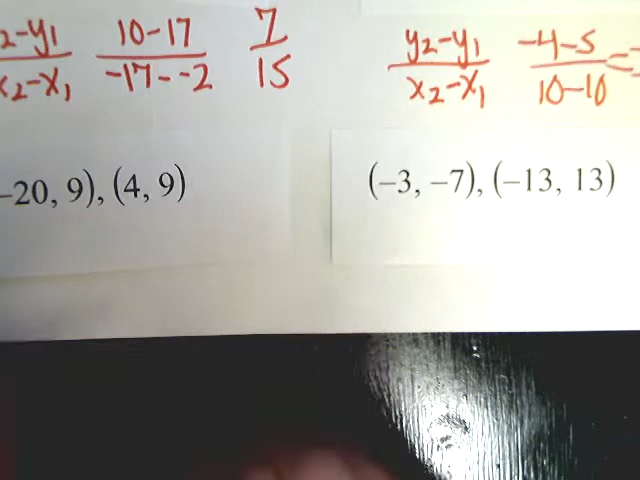 2-y1 / x2-x1 10-17 / -17--2 7 / 15
y2-y1 / x2-x1 -4-5 / 10-10 =
-20, 9), (4, 9)
(-3, -7), (-13, 13)